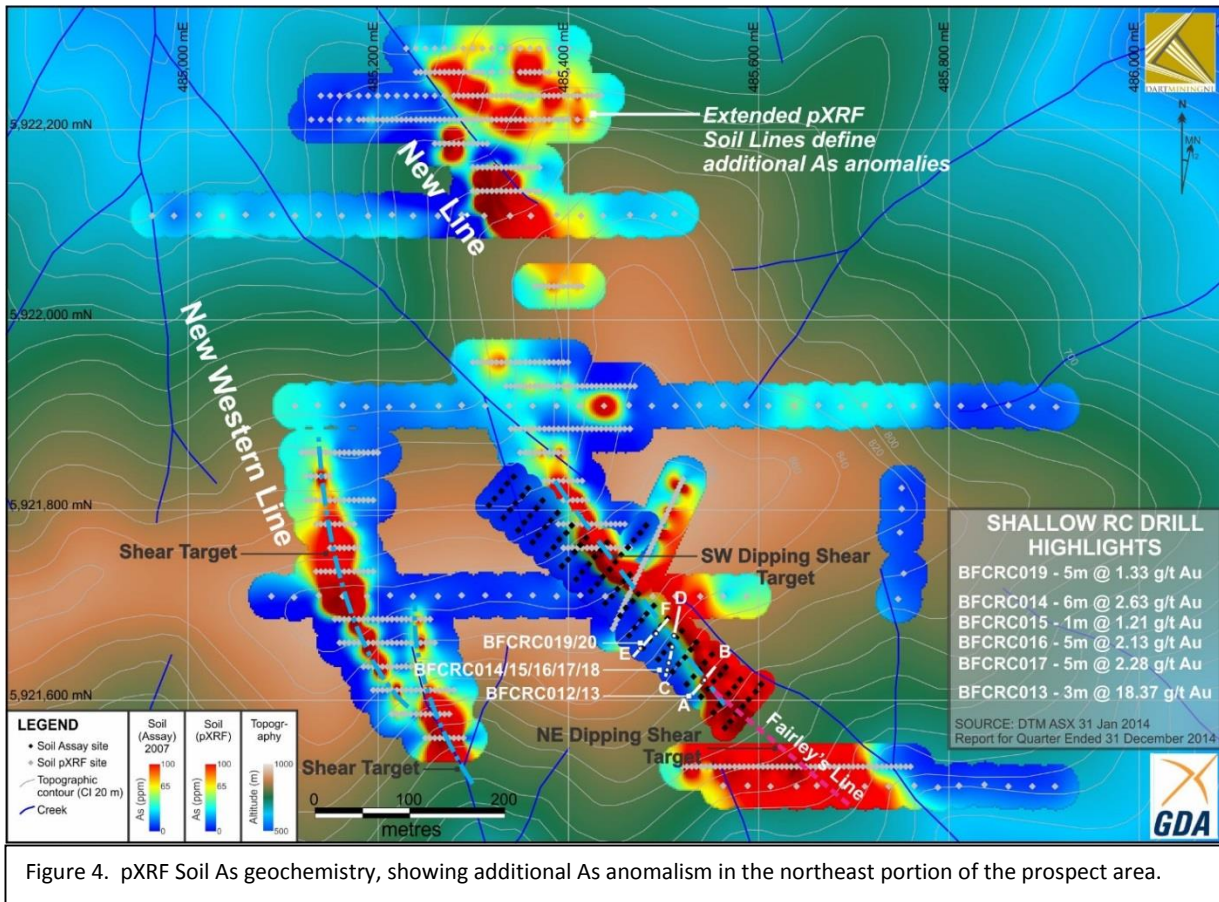 485,000 mE
485,200 mE
485,400 mE
485,600 mE
485,800 mE
486,000 mE
DARTMININGNL
N
MN
12
5,922,200 mN
Extended pXRF
Soil Lines define
additional As anomalies
New Line
5,922,000 mN
700
New Western Line
800
820
840
860
5,921,800 mN
Shear Target
SW Dipping Shear
Target
SHALLOW RC DRILL
HIGHLIGHTS
BFCRC019 - 5m @ 1.33 g/t Au
BFCRC014 - 6m @ 2.63 g/t Au
BFCRC015 - 1m @ 1.21 g/t Au
BFCRC016 - 5m @ 2.13 g/t Au
BFCRC017 - 5m @ 2.28 g/t Au
BFCRC013 - 3m @ 18.37 g/t Au
SOURCE: DTM ASX 31 Jan 2014
Report for Quarter Ended 31 December 2014
D
F
BFCRC019/20
E
B
BFCRC014/15/16/17/18
C
BFCRC012/13
A
5,921,600 mN
NE Dipping Shear
Target
Fairley's Line
Shear Target
0 100 200
metres
LEGEND
Soil Assay site
Soil pXRF site
Topographic
contour (CI 20 m)
Creek
Soil
(Assay)
2007
As (ppm)
100
65
0
Soil
(pXRF)
As (ppm)
100
65
0
Topogr-
aphy
Altitude (m)
1000
500
GDA
Figure 4. pXRF Soil As geochemistry, showing additional As anomalism in the northeast portion of the prospect area.